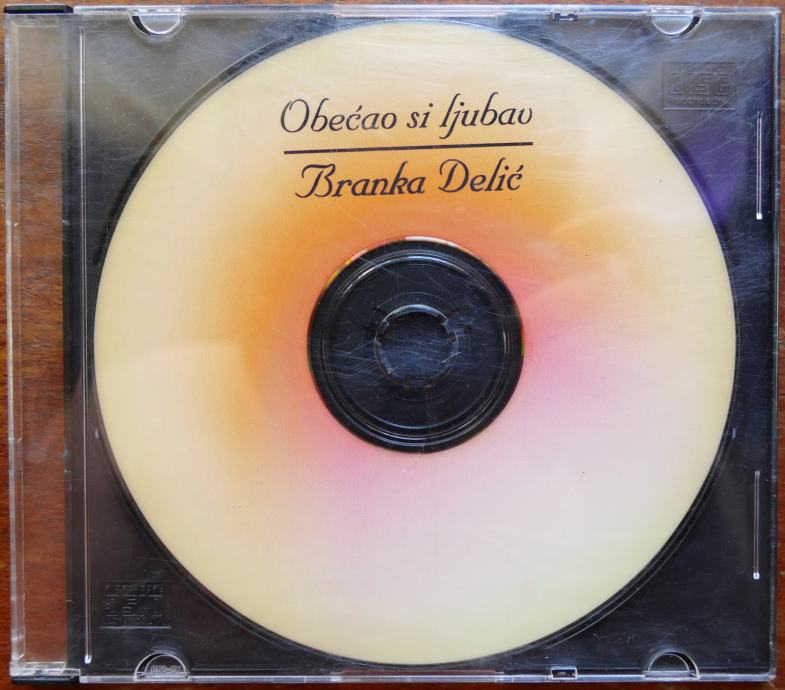 Obećao si ljubav
Branka Delić